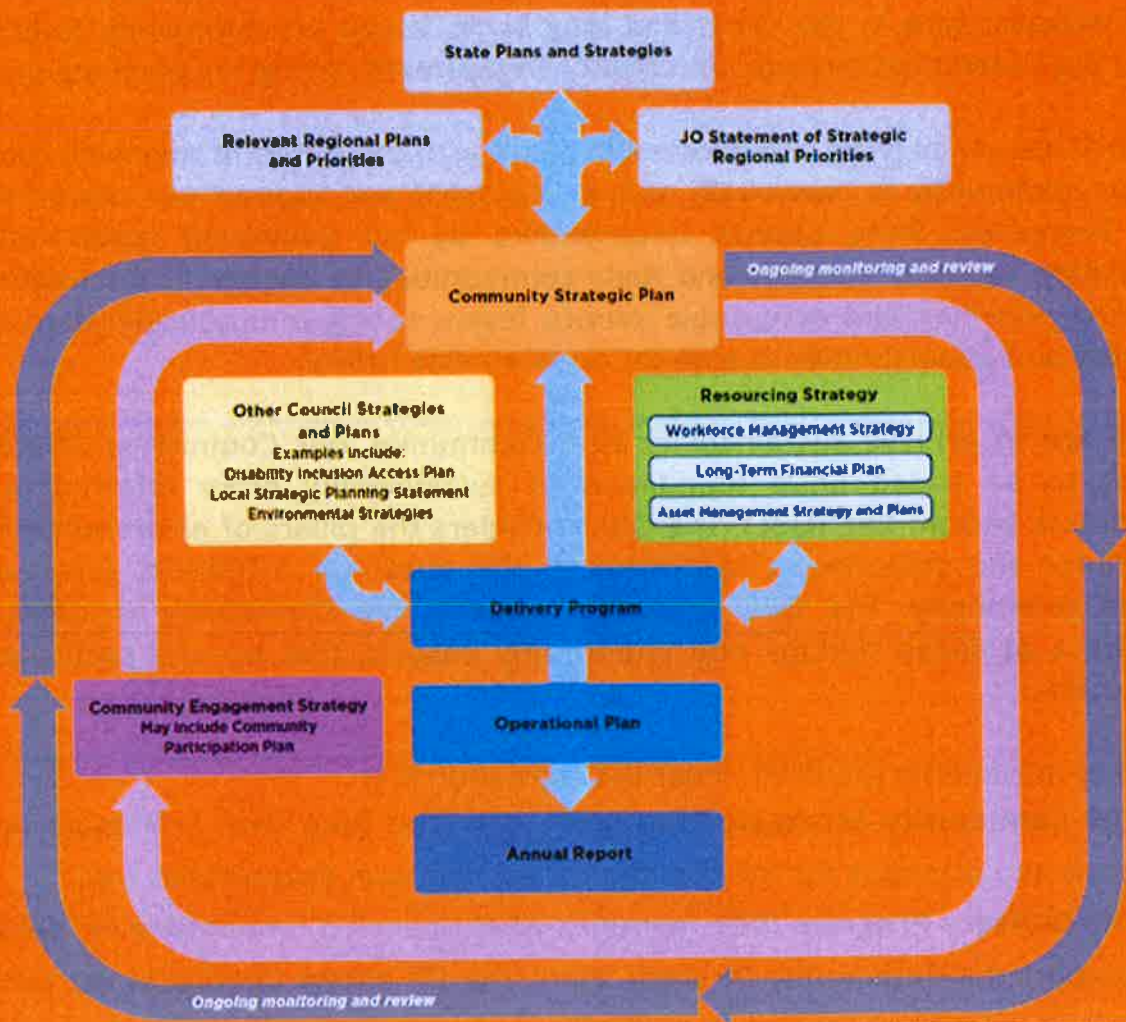 State Plans and Strategies
Relevant Regional Plans
and Priorities
JO Statement of Strategic
Regional Priorities
Community Strategic Plan
Ongoing monitoring and review
Other Council Strategies
and Plans
Examples Include:
Disability Inclusion Access Plan
Local Strategic Planning Statement
Environmental Strategies
Resourcing Strategy
Workforce Management Strategy
Long-Term Financial Plan
Asset Management Strategy and Plans
Delivery Program
Community Engagement Strategy
May Include Community
Participation Plan
Operational Plan
Annual Report
Ongoing monitoring and review